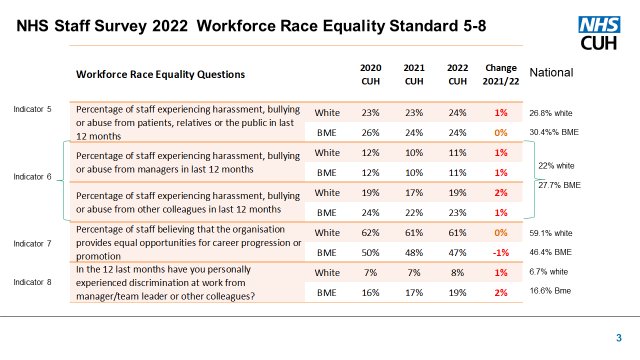 NHS Staff Survey 2022 Workforce Race Equality Standard 5-8
NHS
CUH
Workforce Race Equality Questions
2020 CUH
2021 CUH
2022 CUH
Change 2021/22
National
Indicator 5
Percentage of staff experiencing harassment, bullying
or abuse from patients, relatives or the public in last
12 months
White 23% 23% 24% 1% 26.8% white
BME 26% 24% 24% 0% 30.4%% BME
Indicator 6
Percentage of staff experiencing harassment, bullying
or abuse from managers in last 12 months
White 12% 10% 11% 1%
BME 12% 10% 11% 1%
22% white
27.7% BME
Percentage of staff experiencing harassment, bullying
or abuse from other colleagues in last 12 months
White 19% 17% 19% 2%
BME 24% 22% 23% 1%
Indicator 7
Percentage of staff believing that the organisation
provides equal opportunities for career progression or
promotion
White 62% 61% 61% 0% 59.1% white
BME 50% 48% 47% -1% 46.4% BME
Indicator 8
In the 12 last months have you personally
experienced discrimination at work from
manager/team leader or other colleagues?
White 7% 7% 8% 1% 6.7% white
BME 16% 17% 19% 2% 16.6% Bme
3